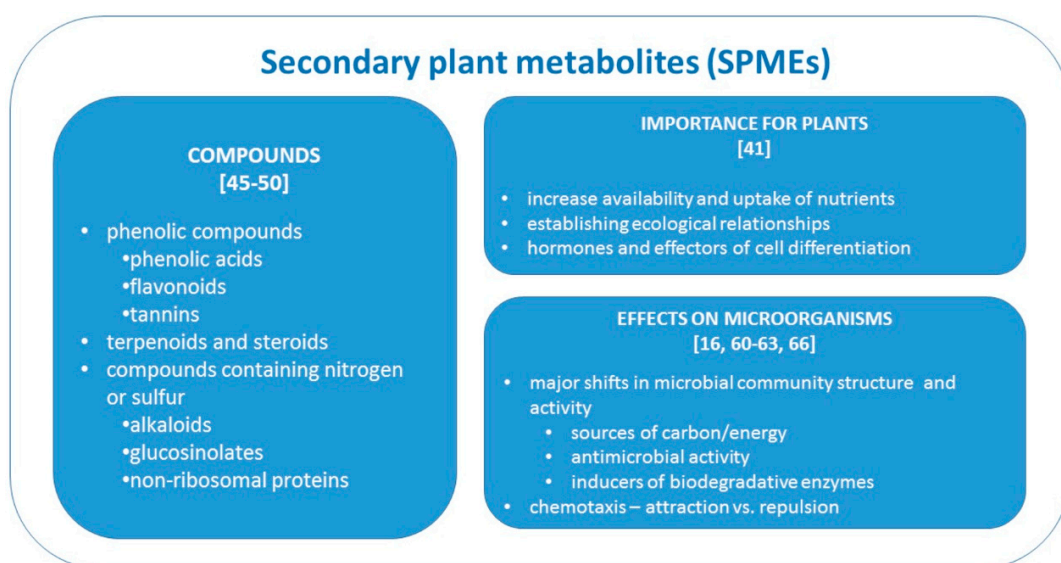 Secondary plant metabolites (SPMEs)
COMPOUNDS
[45-50]
• phenolic compounds
•phenolic acids
•flavonoids
•tannins
• terpenoids and steroids
• compounds containing nitrogen
or sulfur
•alkaloids
•glucosinolates
•non-ribosomal proteins
IMPORTANCE FOR PLANTS
[41]
• increase availability and uptake of nutrients
• establishing ecological relationships
• hormones and effectors of cell differentiation
EFFECTS ON MICROORGANISMS
[16, 60-63, 66]
• major shifts in microbial community structure and
activity
• sources of carbon/energy
• antimicrobial activity
• inducers of biodegradative enzymes
• chemotaxis – attraction vs. repulsion